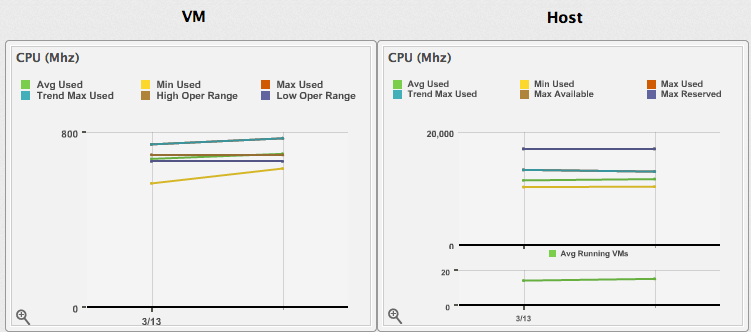 VM
Host
CPU (Mhz)
Avg Used Min Used Max Used
Trend Max Used High Oper Range Low Oper Range
800
0
3/13
CPU (Mhz)
Avg Used Min Used Max Used
Trend Max Used Max Available Max Reserved
20,000
0
Avg Running VMs
20
0
3/13